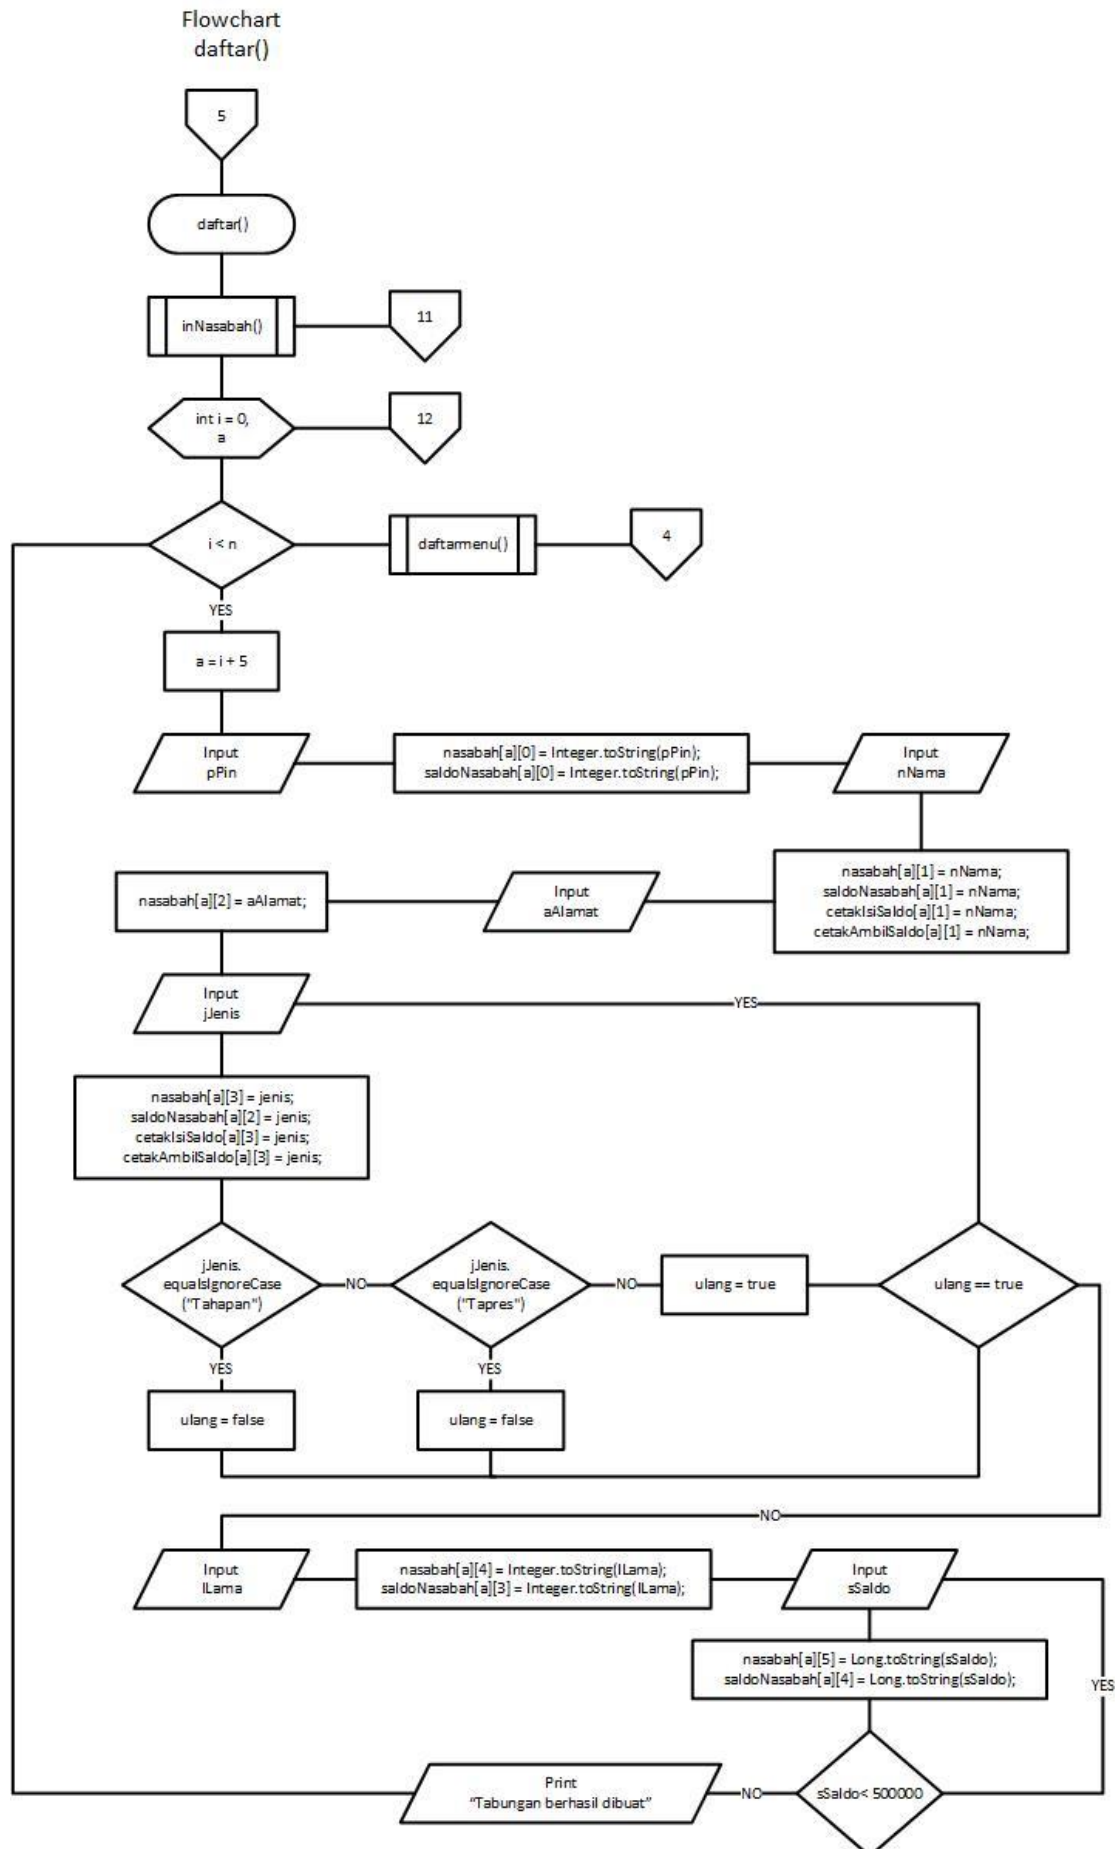 Flowchart
daftar()
5
daftar()
inNasabah()
11
int i = 0,
a
12
i < n
daftarmenu()
4
YES
a = i + 5
Input
pPin
nasabah[a][0] = Integer.toString(pPin);
saldoNasabah[a][0] = Integer.toString(pPin);
Input
nNama
nasabah[a][1] = nNama;
saldoNasabah[a][1] = nNama;
cetakIsiSaldo[a][1] = nNama;
cetakAmbilSaldo[a][1] = nNama;
Input
aAlamat
nasabah[a][2] = aAlamat;
Input
jJenis
YES
nasabah[a][3] = jenis;
saldoNasabah[a][2] = jenis;
cetakIsiSaldo[a][3] = jenis;
cetakAmbilSaldo[a][3] = jenis;
jJenis.
equalsIgnoreCase
("Tahapan")
NO
jJenis.
equalsIgnoreCase
("Tapres")
NO
ulang = true
ulang == true
YES
YES
ulang = false
ulang = false
NO
Input
lLama
nasabah[a][4] = Integer.toString(lLama);
saldoNasabah[a][3] = Integer.toString(lLama);
Input
sSaldo
nasabah[a][5] = Long.toString(sSaldo);
saldoNasabah[a][4] = Long.toString(sSaldo);
YES
sSaldo< 500000
NO
Print
“Tabungan berhasil dibuat”